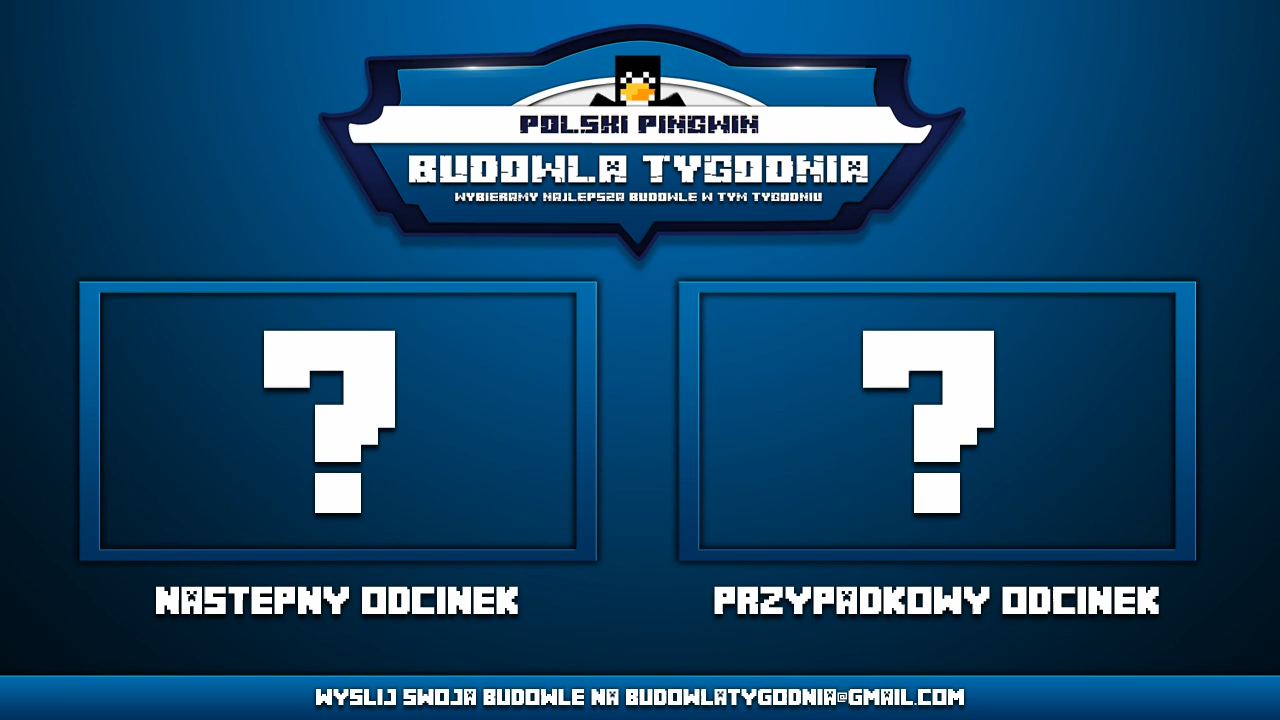 POLSKI PINGWIN
BUDOWLA TYGODNIA
WYBIERAMY NAJLEPSZA BUDOWLE W TYM TYGODNIU
? ?
NASTEPNY ODCINEK
PRZYPADKOWY ODCINEK
WYSLIJ SWOJA BUDOWLE NA BUDOWLATYGODNIA@GMAIL.COM